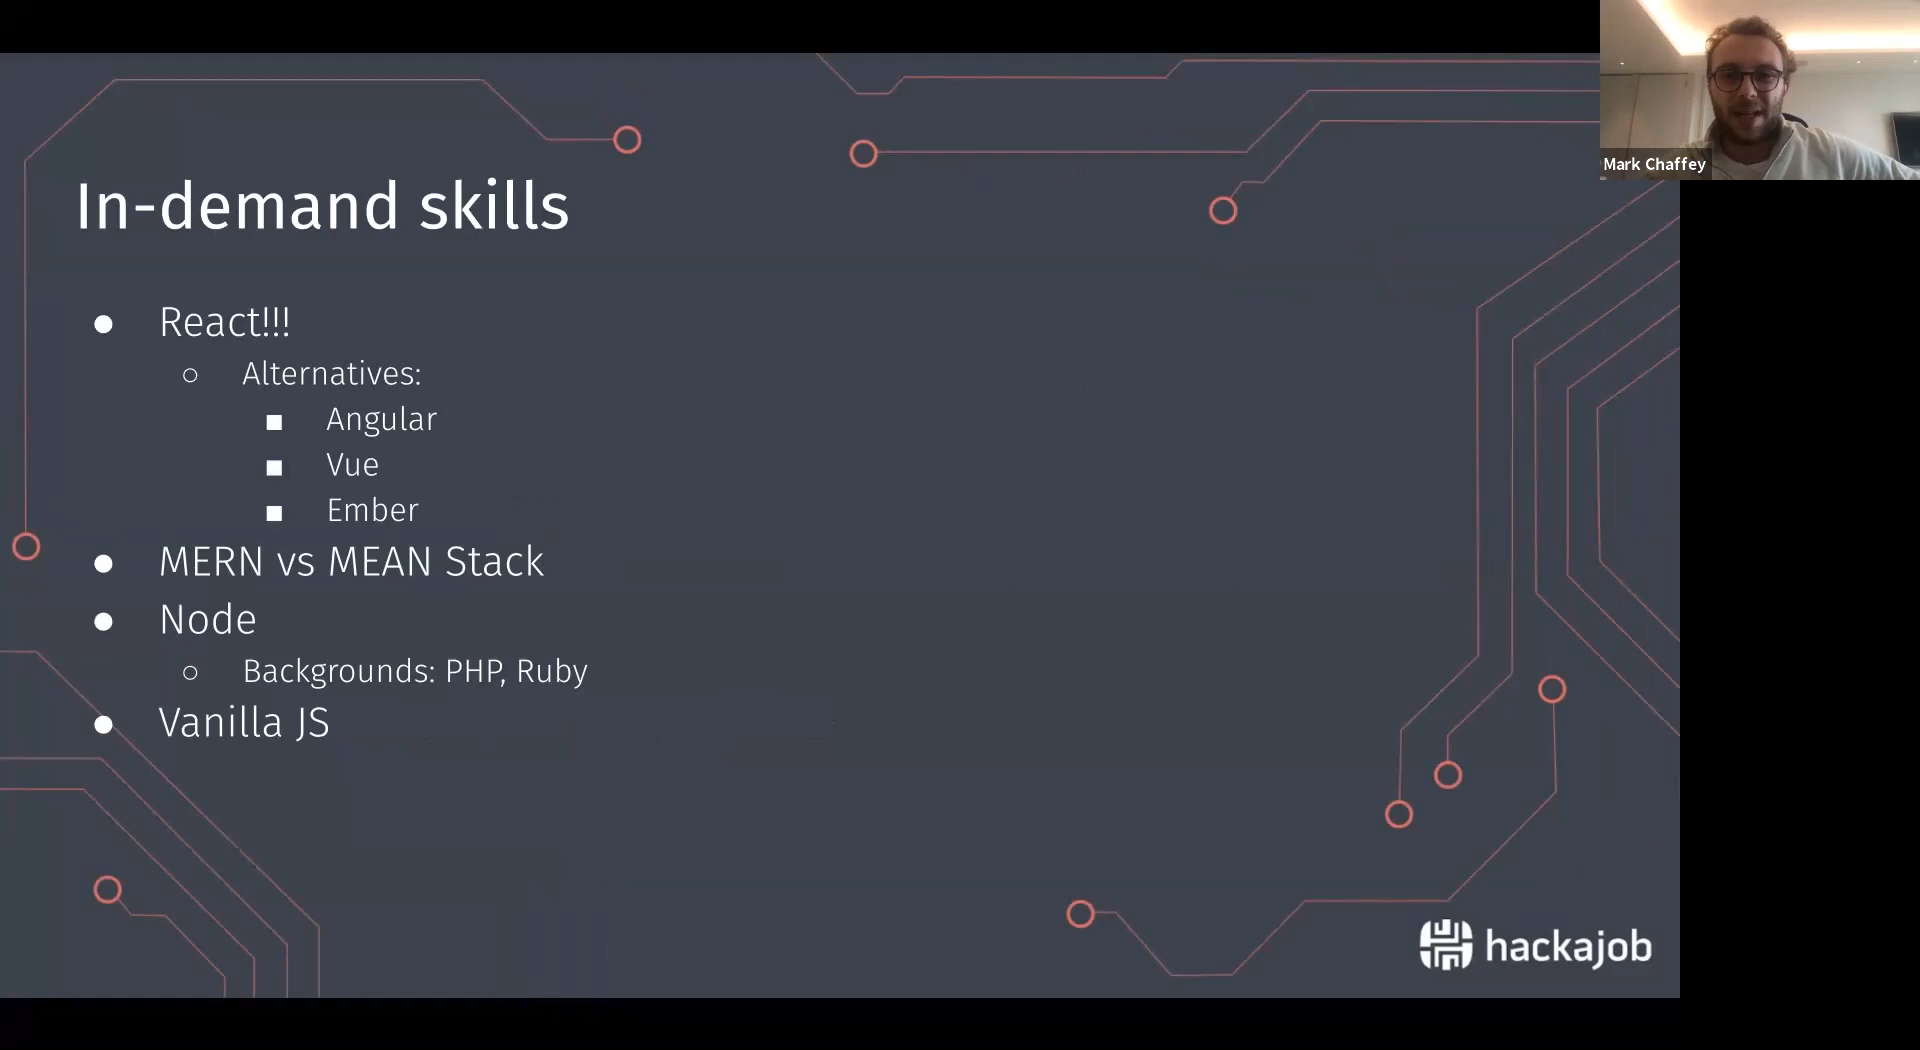 Mark Chaffey
In-demand skills
React!!!
Alternatives:
Angular
Vue
Ember
MERN vs MEAN Stack
Node
Backgrounds: PHP, Ruby
Vanilla JS
hackajob